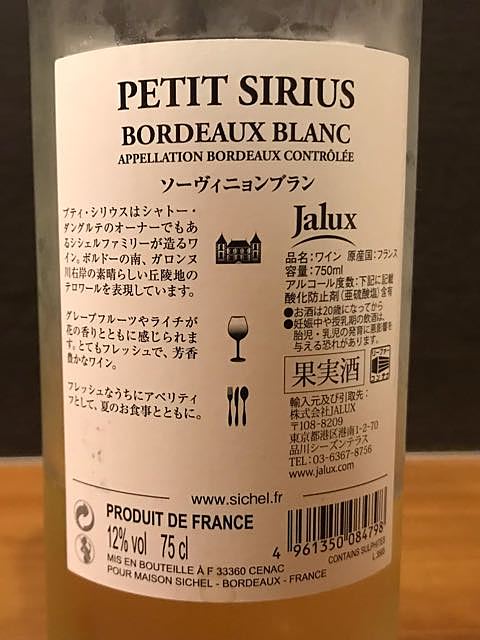 PETIT SIRIUS
BORDEAUX BLANC
APPELLATION BORDEAUX CONTRÔLÉE
ソーヴィニョンブラン
プティ・シリウスはシャトー・
ダングルテのオーナーでもあ
るシシェルファミリーが造るワ
イン。ボルドーの南、ガロンヌ
川右岸の素晴らしい丘陵地の
テロワールを表現しています。
グレープフルーツやライチが
花の香りとともに感じられま
す。とてもフレッシュで、芳香
豊かなワイン。
フレッシュなうちにアペリティ
フとして、夏のお食事とともに。
Jalux
品名：ワイン 原産国：フランス
容量：750ml
アルコール度数：下記に記載
酸化防止剤（亜硫酸塩）含有
●お酒は20歳になってから
●妊娠中や授乳期の飲酒は、
胎児・乳児の発育に悪影響を
与える恐れがあります。
果実酒
輸入元及び引取先：
株式会社JALUX
〒108-8209
東京都港区港南1-2-70
品川シーズンテラス
TEL：03-6367-8756
www.jalux.com
www.sichel.fr
PRODUIT DE FRANCE
12% vol 75 cl
MIS EN BOUTEILLE À F 33360 CENAC
POUR MAISON SICHEL - BORDEAUX - FRANCE
4 961350 084798
CONTAINS SULPHITES